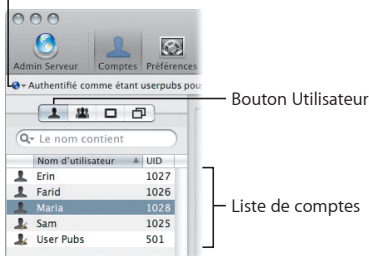 Admin Serveur Comptes Préférences
Authentifié comme étant userpubs pou
Bouton Utilisateur
Le nom contient
Nom d'utilisateur UID
Erin 1027
Farid 1026
Maria 1028
Liste de comptes
Sam 1025
User Pubs 501